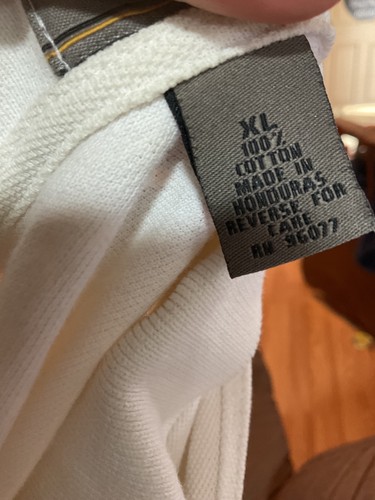 XL
100%
COTTON
MADE IN
HONDURAS
REVERSE FOR
CARE
RN 96077